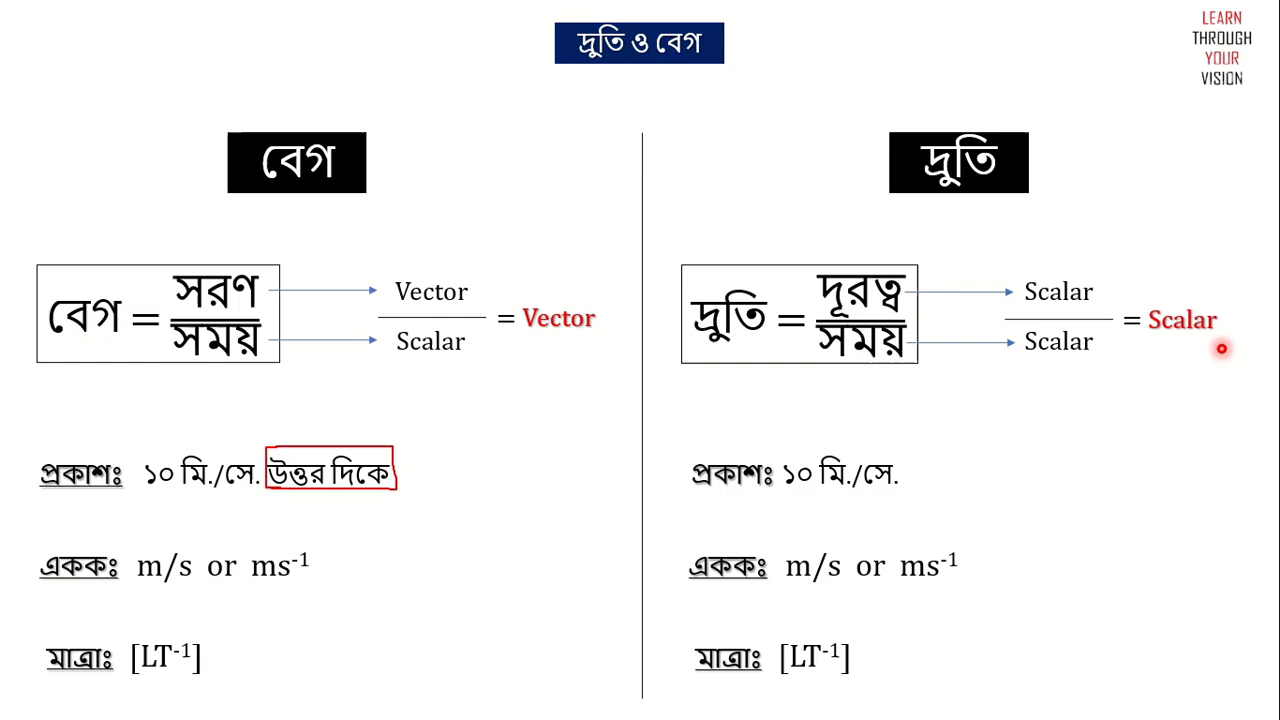 দ্রুতি ও বেগ
LEARN
THROUGH
YOUR
VISION
বেগ
বেগ = সরণ / সময়
Vector
Scalar
= Vector
প্রকাশঃ ১০ মি./সে. উত্তর দিকে
এককঃ m/s or ms⁻¹
মাত্রাঃ [LT⁻¹]
দ্রুতি
দ্রুতি = দূরত্ব / সময়
Scalar
Scalar
= Scalar
প্রকাশঃ ১০ মি./সে.
এককঃ m/s or ms⁻¹
মাত্রাঃ [LT⁻¹]